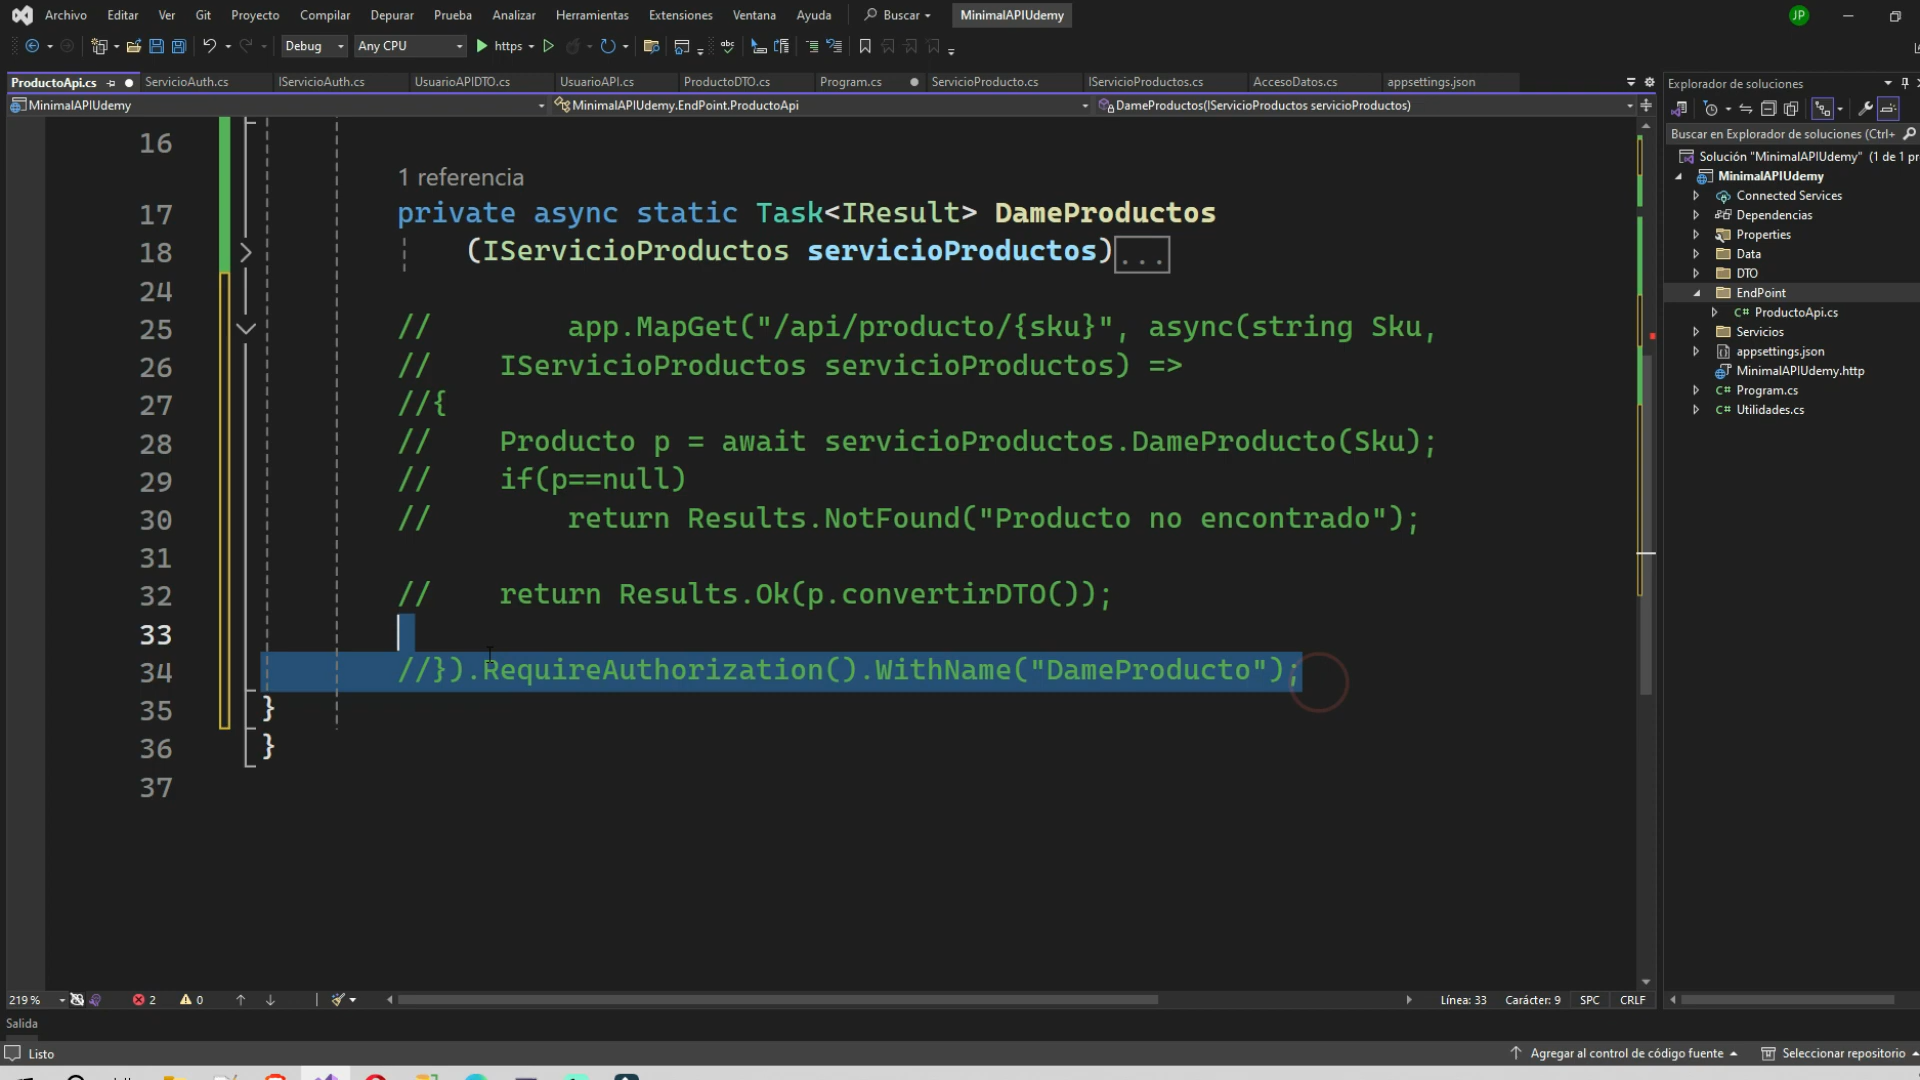 Archivo Editar Ver Git Proyecto Compilar Depurar Prueba Analizar Herramientas Extensiones Ventana Ayuda Buscar MinimalAPIUdemy JP
Debug Any CPU https
ProductoApi.cs ServicioAuth.cs IServicioAuth.cs UsuarioAPIDTO.cs UsuarioAPI.cs ProductoDTO.cs Program.cs ServicioProducto.cs IServicioProductos.cs AccesoDatos.cs appsettings.json
MinimalAPIUdemy MinimalAPIUdemy.EndPoint.ProductoApi DameProductos(IServicioProductos servicioProductos)
16
1 referencia
17 private async static Task<IResult> DameProductos
18 (IServicioProductos servicioProductos)...
24
25 // app.MapGet("/api/producto/{sku}", async(string Sku,
26 // IServicioProductos servicioProductos) =>
27 //{
28 // Producto p = await servicioProductos.DameProducto(Sku);
29 // if(p==null)
30 // return Results.NotFound("Producto no encontrado");
31
32 // return Results.Ok(p.convertirDTO());
33
34 //}).RequireAuthorization().WithName("DameProducto");
35 }
36 }
37
219 % 2 0 Línea: 33 Carácter: 9 SPC CRLF
Salida
Listo Agregar al control de código fuente Seleccionar repositorio
Explorador de soluciones
Buscar en Explorador de soluciones (Ctrl+
Solución "MinimalAPIUdemy" (1 de 1 pr
MinimalAPIUdemy
Connected Services
Dependencias
Properties
Data
DTO
EndPoint
C# ProductoApi.cs
Servicios
appsettings.json
MinimalAPIUdemy.http
C# Program.cs
C# Utilidades.cs